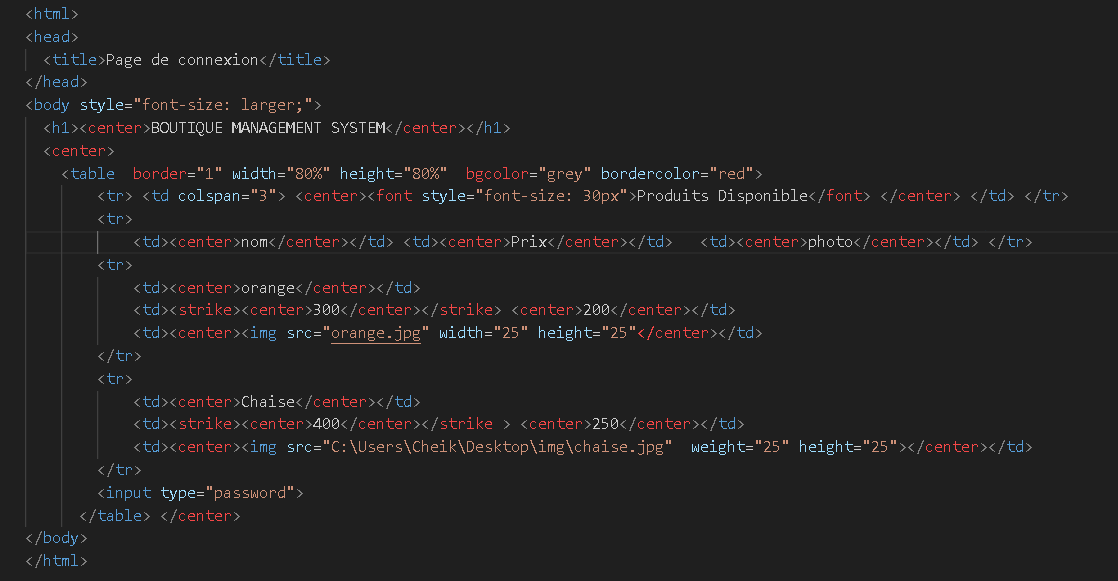 <html>
<head>
<title>Page de connexion</title>
</head>
<body style="font-size: larger;">
<h1><center>BOUTIQUE MANAGEMENT SYSTEM</center></h1>
<center>
<table  border="1" width="80%" height="80%"  bgcolor="grey" bordercolor="red">
<tr> <td colspan="3"> <center><font style="font-size: 30px">Produits Disponible</font> </center> </td> </tr>
<tr>
<td><center>nom</center></td> <td><center>Prix</center></td>   <td><center>photo</center></td> </tr>
<tr>
<td><center>orange</center></td>
<td><strike><center>300</center></strike> <center>200</center></td>
<td><center><img src="orange.jpg" width="25" height="25"</center></td>
</tr>
<tr>
<td><center>Chaise</center></td>
<td><strike><center>400</center></strike > <center>250</center></td>
<td><center><img src="C:\Users\Cheik\Desktop\img\chaise.jpg"  weight="25" height="25"></center></td>
</tr>
<input type="password">
</table> </center>
</body>
</html>